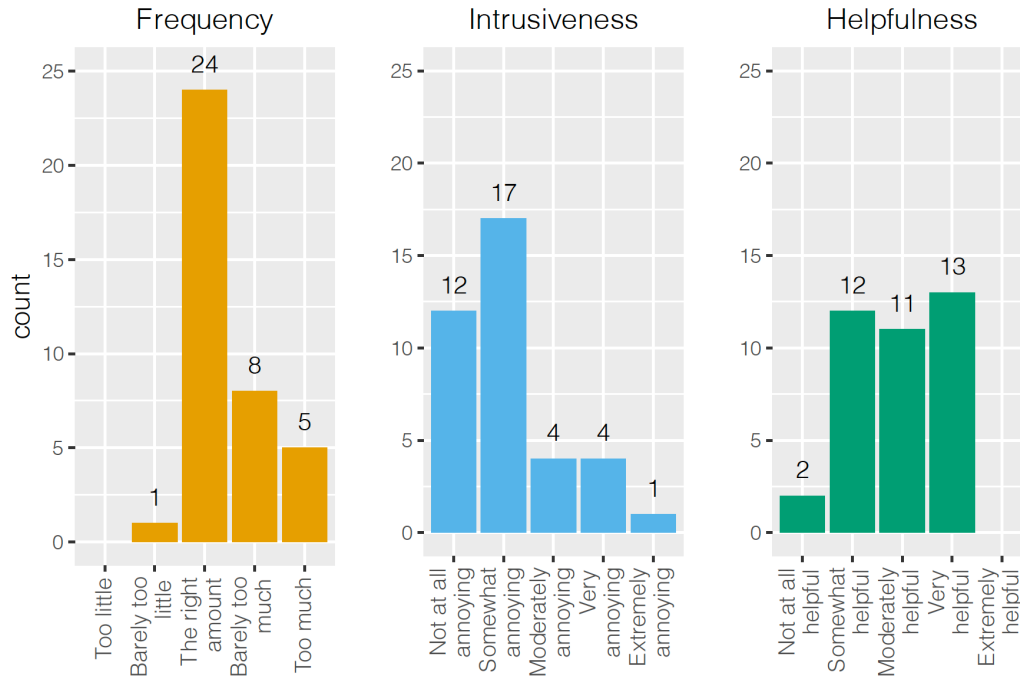 Frequency
Intrusiveness
Helpfulness
count
25
20
15
10
5
0
24
1
8
5
Too little
Barely too
little
The right
amount
Barely too
much
Too much
25
20
15
10
5
0
12
17
4
4
1
Not at all
annoying
Somewhat
annoying
Moderately
annoying
Very
annoying
Extremely
annoying
25
20
15
10
5
0
2
12
11
13
Not at all
helpful
Somewhat
helpful
Moderately
helpful
Very
helpful
Extremely
helpful